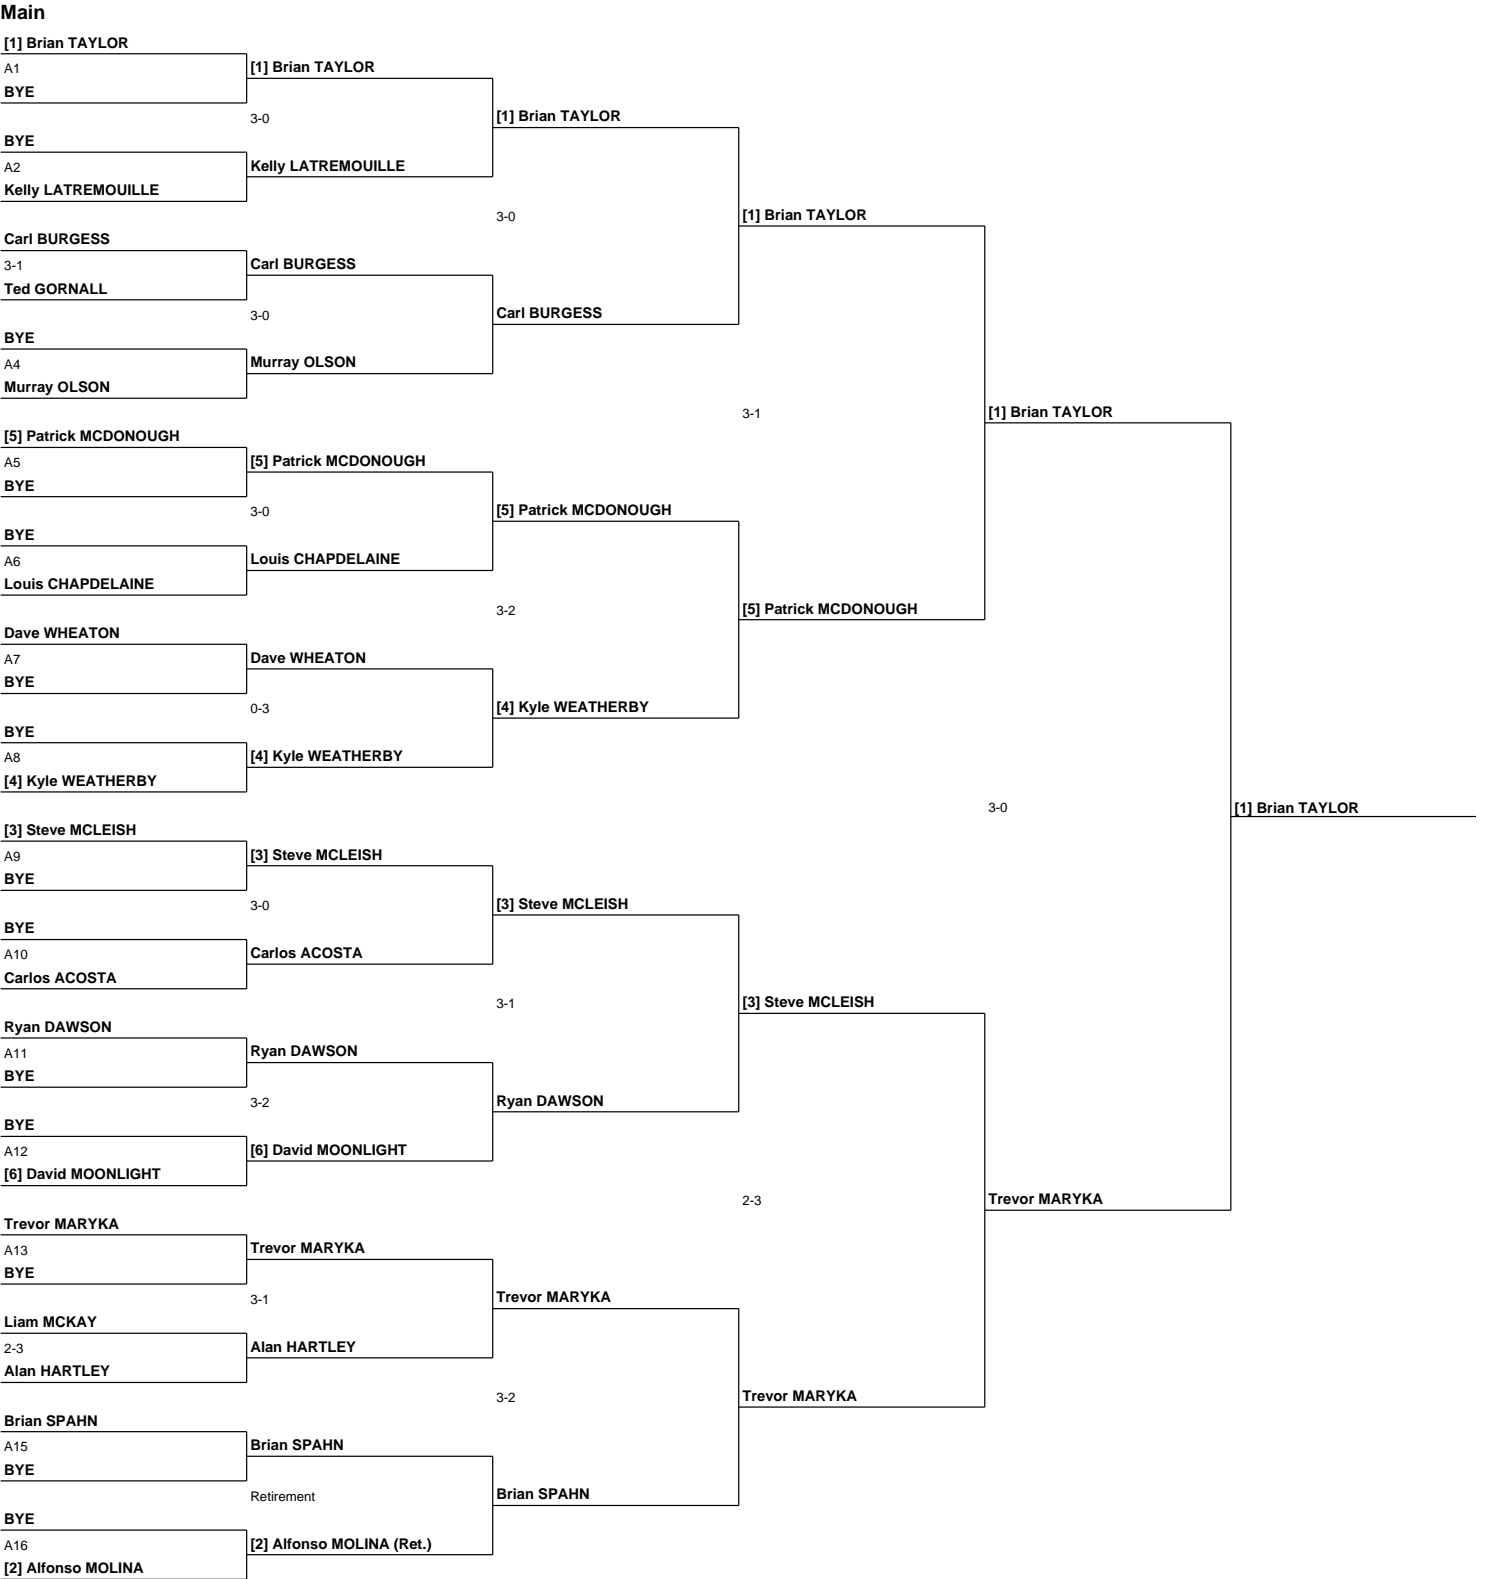 Main
[1] Brian TAYLOR
A1
[1] Brian TAYLOR
BYE
3-0
[1] Brian TAYLOR
BYE
A2
Kelly LATREMOUILLE
Kelly LATREMOUILLE
3-0
[1] Brian TAYLOR
Carl BURGESS
3-1
Carl BURGESS
Ted GORNALL
3-0
Carl BURGESS
BYE
A4
Murray OLSON
Murray OLSON
3-1
[1] Brian TAYLOR
[5] Patrick MCDONOUGH
A5
[5] Patrick MCDONOUGH
BYE
3-0
[5] Patrick MCDONOUGH
BYE
A6
Louis CHAPDELAINE
Louis CHAPDELAINE
3-2
[5] Patrick MCDONOUGH
Dave WHEATON
A7
Dave WHEATON
BYE
0-3
[4] Kyle WEATHERBY
BYE
A8
[4] Kyle WEATHERBY
[4] Kyle WEATHERBY
3-0
[1] Brian TAYLOR
[3] Steve MCLEISH
A9
[3] Steve MCLEISH
BYE
3-0
[3] Steve MCLEISH
BYE
A10
Carlos ACOSTA
Carlos ACOSTA
3-1
[3] Steve MCLEISH
Ryan DAWSON
A11
Ryan DAWSON
BYE
3-2
Ryan DAWSON
BYE
A12
[6] David MOONLIGHT
[6] David MOONLIGHT
2-3
Trevor MARYKA
Trevor MARYKA
A13
Trevor MARYKA
BYE
3-1
Trevor MARYKA
Liam MCKAY
2-3
Alan HARTLEY
Alan HARTLEY
3-2
Trevor MARYKA
Brian SPAHN
A15
Brian SPAHN
BYE
Retirement
Brian SPAHN
BYE
A16
[2] Alfonso MOLINA (Ret.)
[2] Alfonso MOLINA